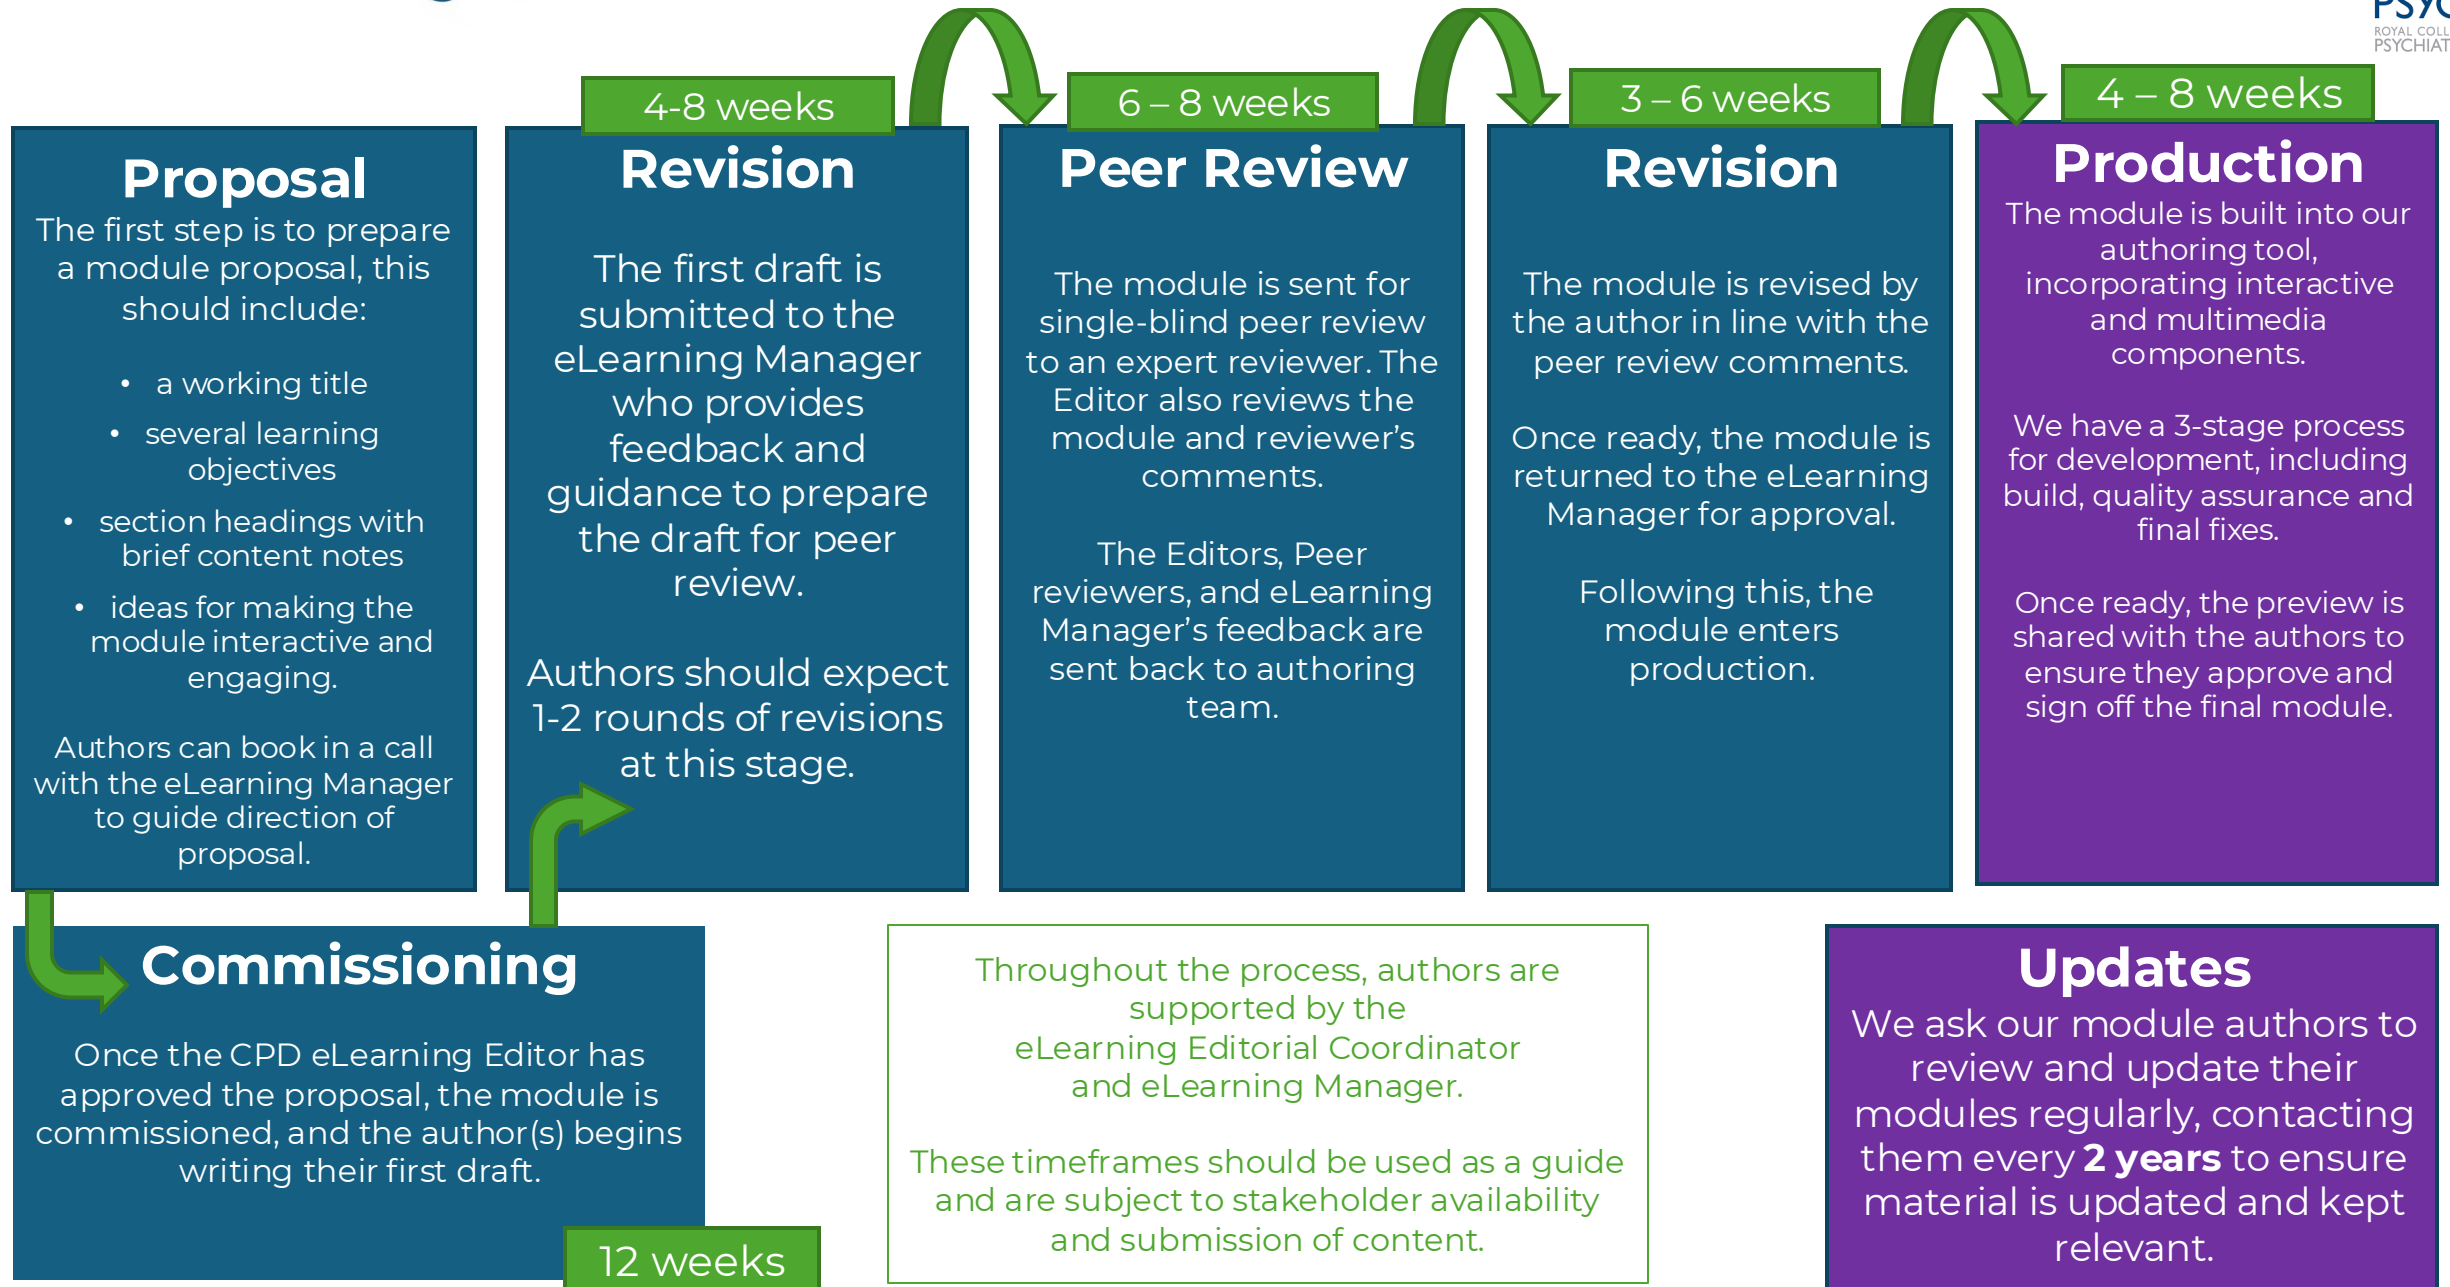 PSYC
ROYAL COLL
PSYCHIAT
Proposal
The first step is to prepare
a module proposal, this
should include:
• a working title
• several learning
objectives
• section headings with
brief content notes
• ideas for making the
module interactive and
engaging.
Authors can book in a call
with the eLearning Manager
to guide direction of
proposal.
Commissioning
Once the CPD eLearning Editor has
approved the proposal, the module is
commissioned, and the author(s) begins
writing their first draft.
12 weeks
4-8 weeks
Revision
The first draft is
submitted to the
eLearning Manager
who provides
feedback and
guidance to prepare
the draft for peer
review.
Authors should expect
1-2 rounds of revisions
at this stage.
6 – 8 weeks
Peer Review
The module is sent for
single-blind peer review
to an expert reviewer. The
Editor also reviews the
module and reviewer’s
comments.
The Editors, Peer
reviewers, and eLearning
Manager’s feedback are
sent back to authoring
team.
3 – 6 weeks
Revision
The module is revised by
the author in line with the
peer review comments.
Once ready, the module is
returned to the eLearning
Manager for approval.
Following this, the
module enters
production.
4 – 8 weeks
Production
The module is built into our
authoring tool,
incorporating interactive
and multimedia
components.
We have a 3-stage process
for development, including
build, quality assurance and
final fixes.
Once ready, the preview is
shared with the authors to
ensure they approve and
sign off the final module.
Throughout the process, authors are
supported by the
eLearning Editorial Coordinator
and eLearning Manager.
These timeframes should be used as a guide
and are subject to stakeholder availability
and submission of content.
Updates
We ask our module authors to
review and update their
modules regularly, contacting
them every 2 years to ensure
material is updated and kept
relevant.